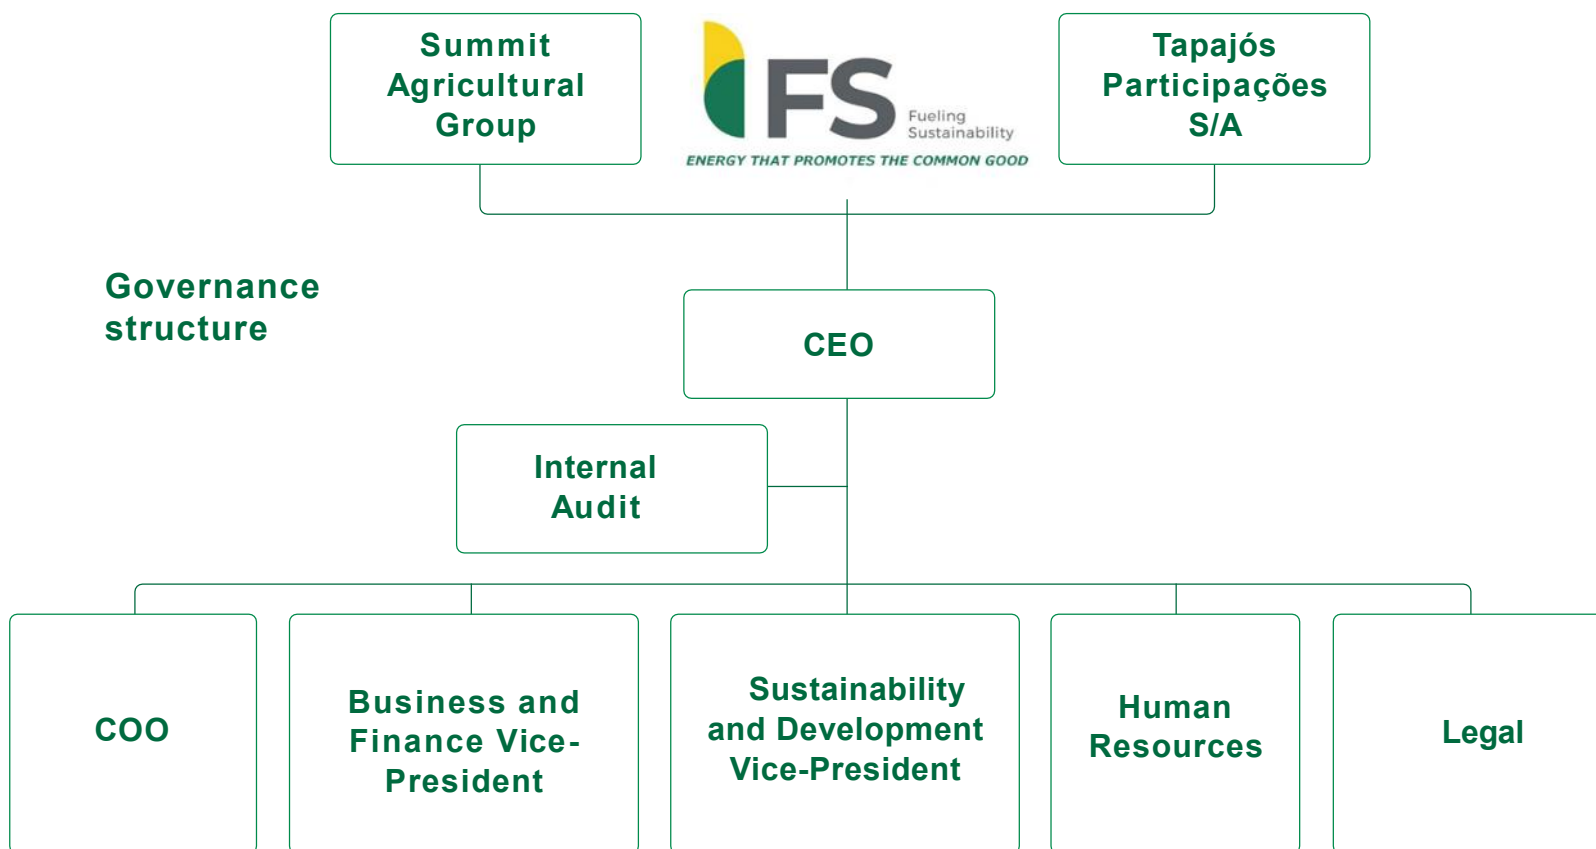 Summit
Agricultural
Group
FS
Fueling
Sustainability
ENERGY THAT PROMOTES THE COMMON GOOD
Tapajós
Participações
S/A
Governance
structure
CEO
Internal
Audit
COO
Business and
Finance Vice-
President
Sustainability
and Development
Vice-President
Human
Resources
Legal